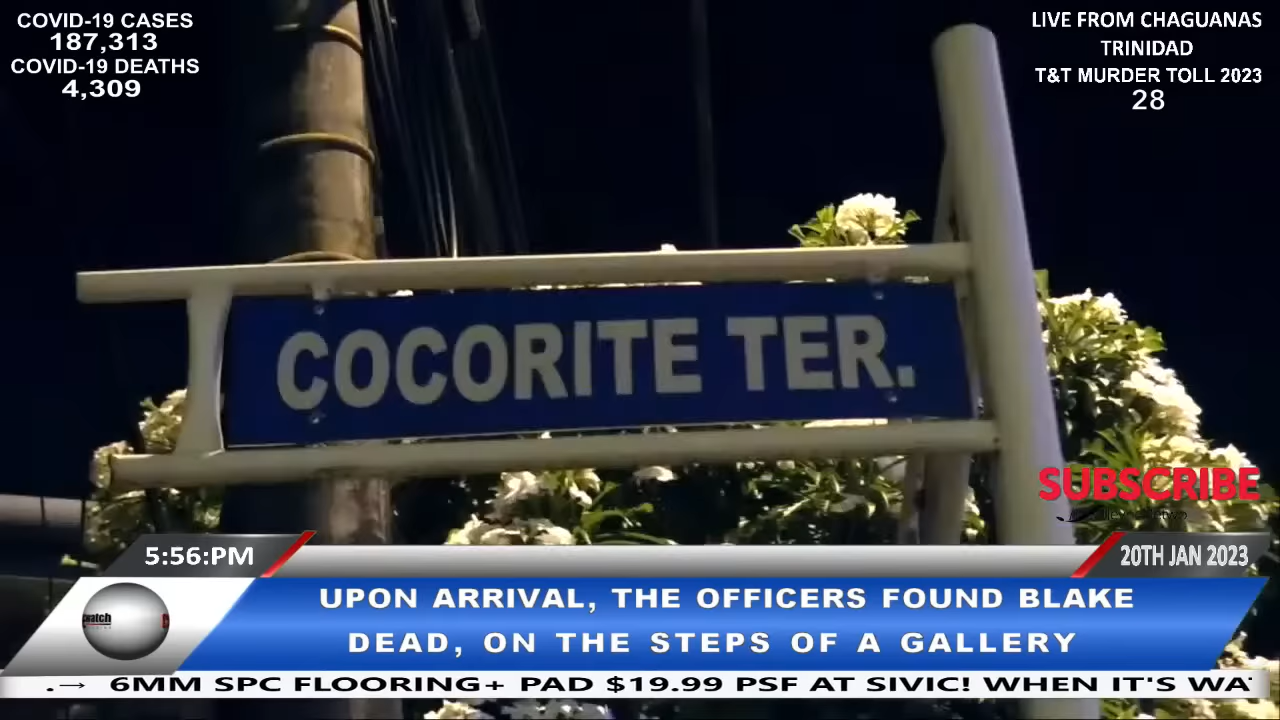 COVID-19 CASES
187,313
COVID-19 DEATHS
4,309
LIVE FROM CHAGUANAS
TRINIDAD
T&T MURDER TOLL 2023
28
COCORITE TER.
SUBSCRIBE
5:56:PM
20TH JAN 2023
watch
UPON ARRIVAL, THE OFFICERS FOUND BLAKE
DEAD, ON THE STEPS OF A GALLERY
.→ 6MM SPC FLOORING+ PAD $19.99 PSF AT SIVIC! WHEN IT'S WA